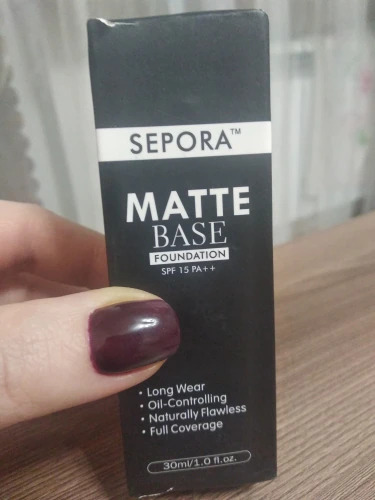 SEPORA™
MATTE
BASE
FOUNDATION
SPF 15 PA++
• Long Wear
• Oil-Controlling
• Naturally Flawless
• Full Coverage
30ml/1.0 fl.oz.